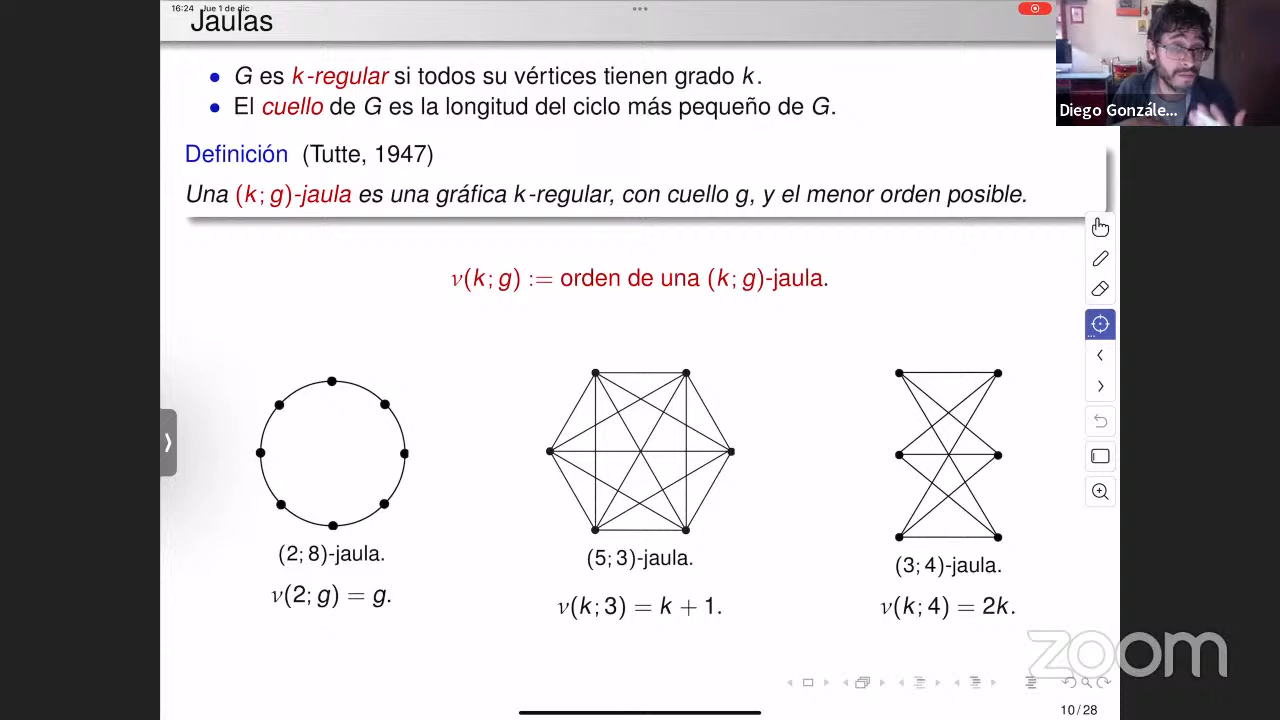 16:24 Jue 1 de dic
Jaulas
G es k-regular si todos su vértices tienen grado k.
El cuello de G es la longitud del ciclo más pequeño de G.
Diego Gonzále...
Definición (Tutte, 1947)
Una (k; g)-jaula es una gráfica k-regular, con cuello g, y el menor orden posible.
ν(k; g) := orden de una (k; g)-jaula.
(2; 8)-jaula.
(5; 3)-jaula.
(3; 4)-jaula.
ν(2; g) = g.
ν(k; 3) = k + 1.
ν(k; 4) = 2k.
zoom
10/28